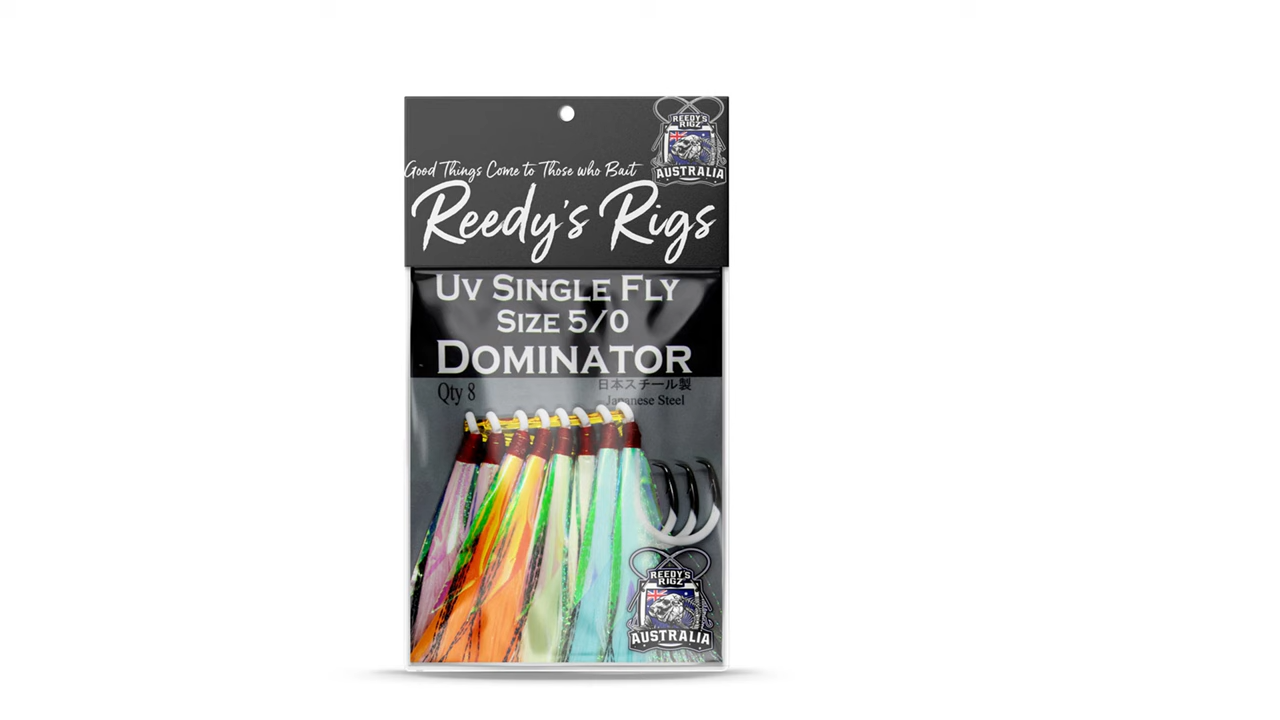 REEDY'S
RIGZ
AUSTRALIA
Good Things Come to Those who Bait
Reedy's Rigs
UV SINGLE FLY
SIZE 5/0
DOMINATOR
Qty 8
日本スチール製
Japanese Steel
REEDY'S
RIGZ
AUSTRALIA